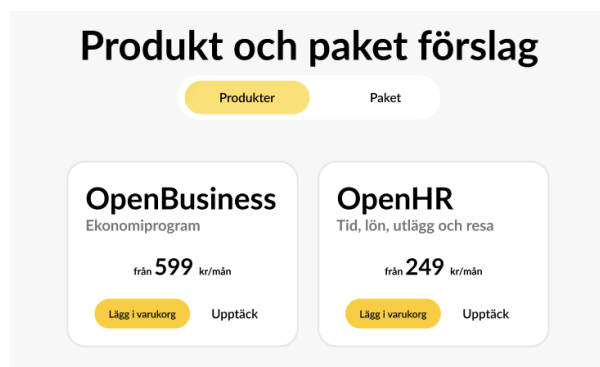 Produkt och paket förslag
Produkter
Paket
OpenBusiness
Ekonomiprogram
från 599 kr/mån
Lägg i varukorg
Upptäck
OpenHR
Tid, lön, utlägg och resa
från 249 kr/mån
Lägg i varukorg
Upptäck